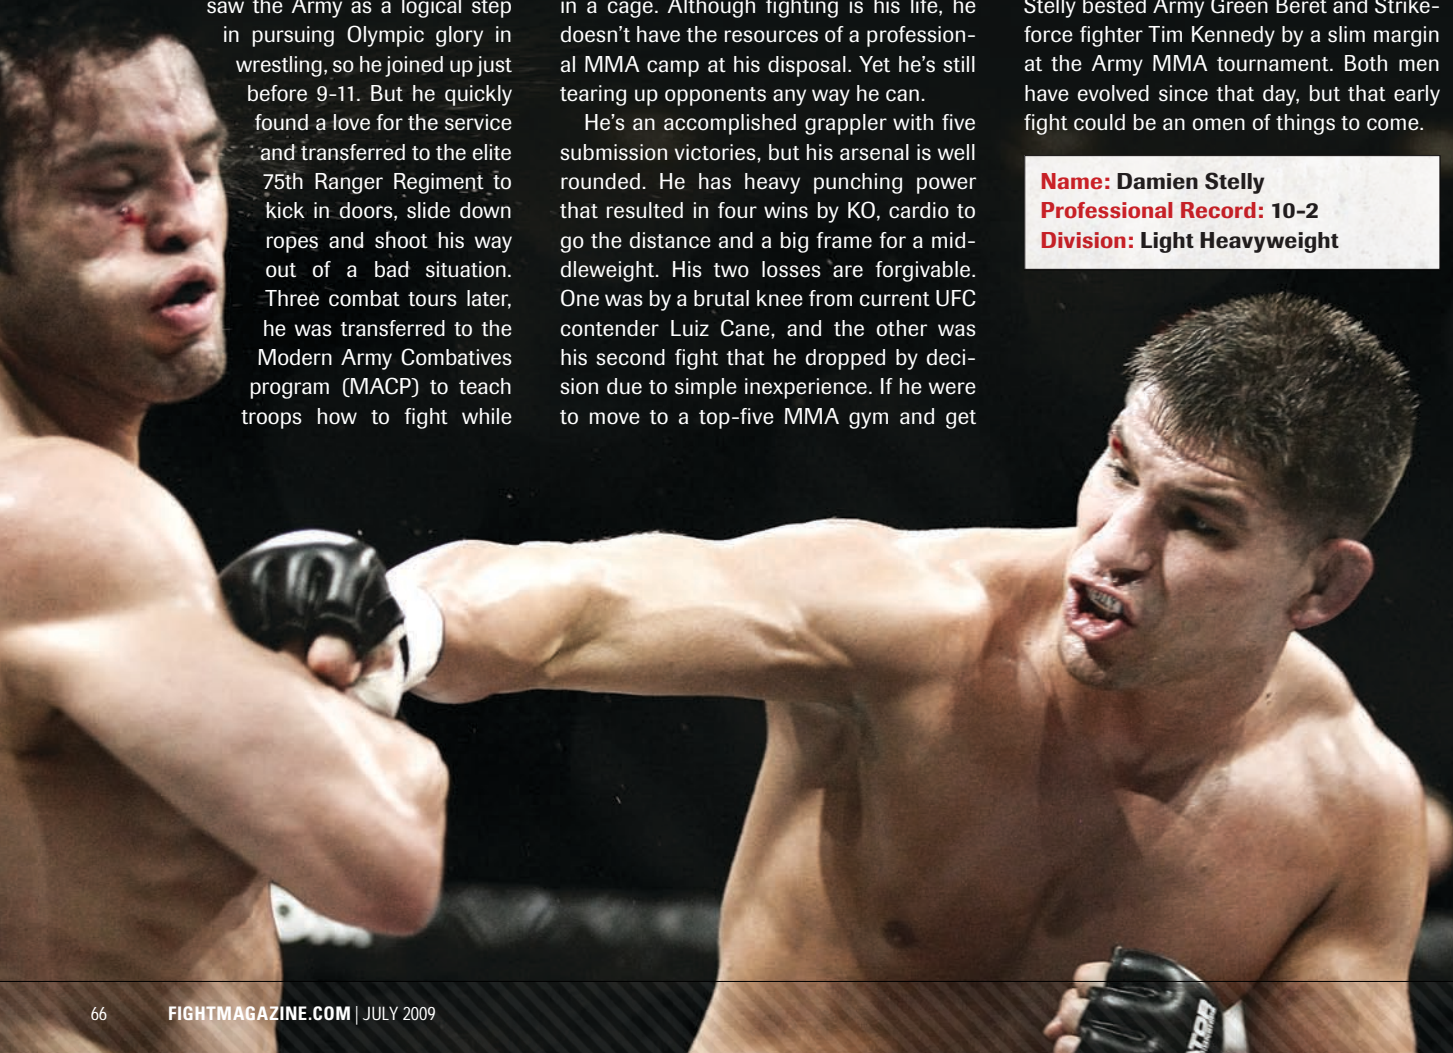 saw the Army as a logical step
in pursuing Olympic glory in
wrestling, so he joined up just
before 9-11. But he quickly
found a love for the service
and transferred to the elite
75th Ranger Regiment to
kick in doors, slide down
ropes and shoot his way
out of a bad situation.
Three combat tours later,
he was transferred to the
Modern Army Combatives
program (MACP) to teach
troops how to fight while
in a cage. Although fighting is his life, he
doesn't have the resources of a profession-
al MMA camp at his disposal. Yet he's still
tearing up opponents any way he can.
He's an accomplished grappler with five
submission victories, but his arsenal is well
rounded. He has heavy punching power
that resulted in four wins by KO, cardio to
go the distance and a big frame for a mid-
dleweight. His two losses are forgivable.
One was by a brutal knee from current UFC
contender Luiz Cane, and the other was
his second fight that he dropped by deci-
sion due to simple inexperience. If he were
to move to a top-five MMA gym and get
Stelly bested Army Green Beret and Strike-
force fighter Tim Kennedy by a slim margin
at the Army MMA tournament. Both men
have evolved since that day, but that early
fight could be an omen of things to come.
Name: Damien Stelly
Professional Record: 10-2
Division: Light Heavyweight
66 FIGHTMAGAZINE.COM | JULY 2009